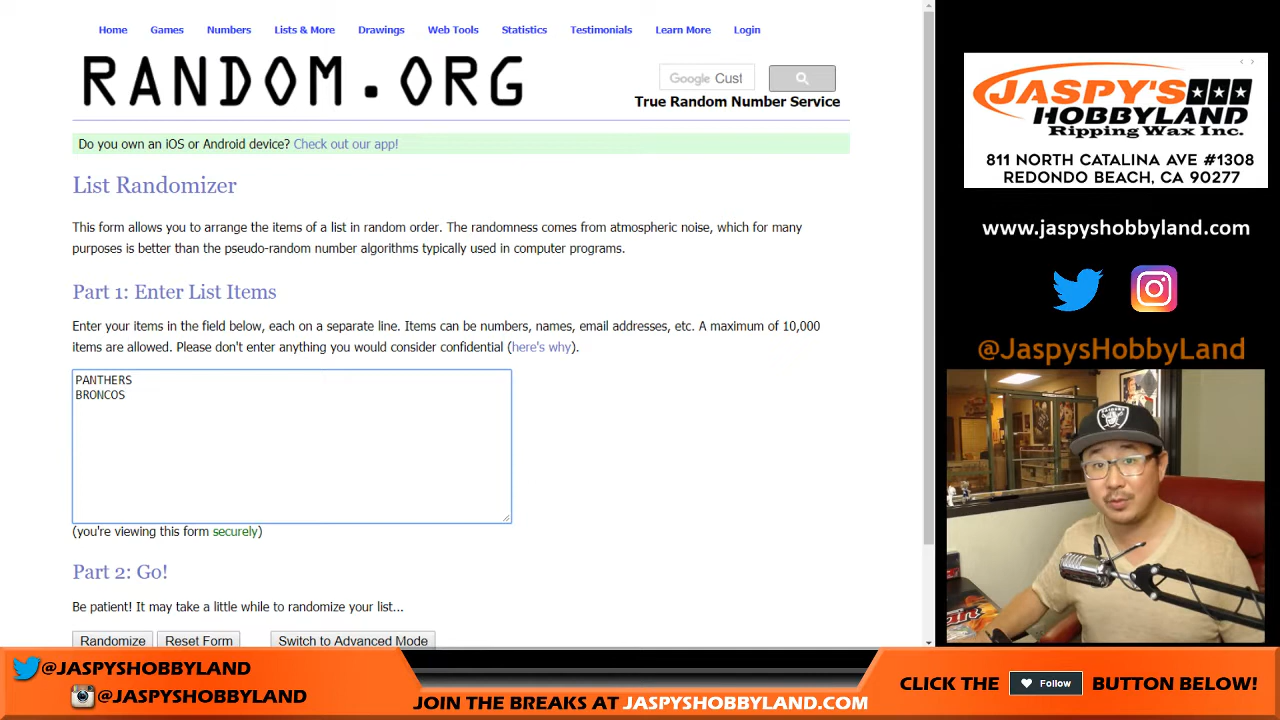 Home Games Numbers Lists & More Drawings Web Tools Statistics Testimonials Learn More Login
RANDOM.ORG
Google Cust
True Random Number Service
Do you own an iOS or Android device? Check out our app!
List Randomizer
This form allows you to arrange the items of a list in random order. The randomness comes from atmospheric noise, which for many
purposes is better than the pseudo-random number algorithms typically used in computer programs.
Part 1: Enter List Items
Enter your items in the field below, each on a separate line. Items can be numbers, names, email addresses, etc. A maximum of 10,000
items are allowed. Please don't enter anything you would consider confidential (here's why).
PANTHERS
BRONCOS
(you're viewing this form securely)
Part 2: Go!
Be patient! It may take a little while to randomize your list...
Randomize Reset Form Switch to Advanced Mode
JASPY'S
HOBBYLAND
Ripping Wax Inc.
811 NORTH CATALINA AVE #1308
REDONDO BEACH, CA 90277
www.jaspyshobbyland.com
@JaspysHobbyLand
RAIDERS
@JASPYSHOBBYLAND
@JASPYSHOBBYLAND
JOIN THE BREAKS AT JASPYSHOBBYLAND.COM
CLICK THE Follow BUTTON BELOW!